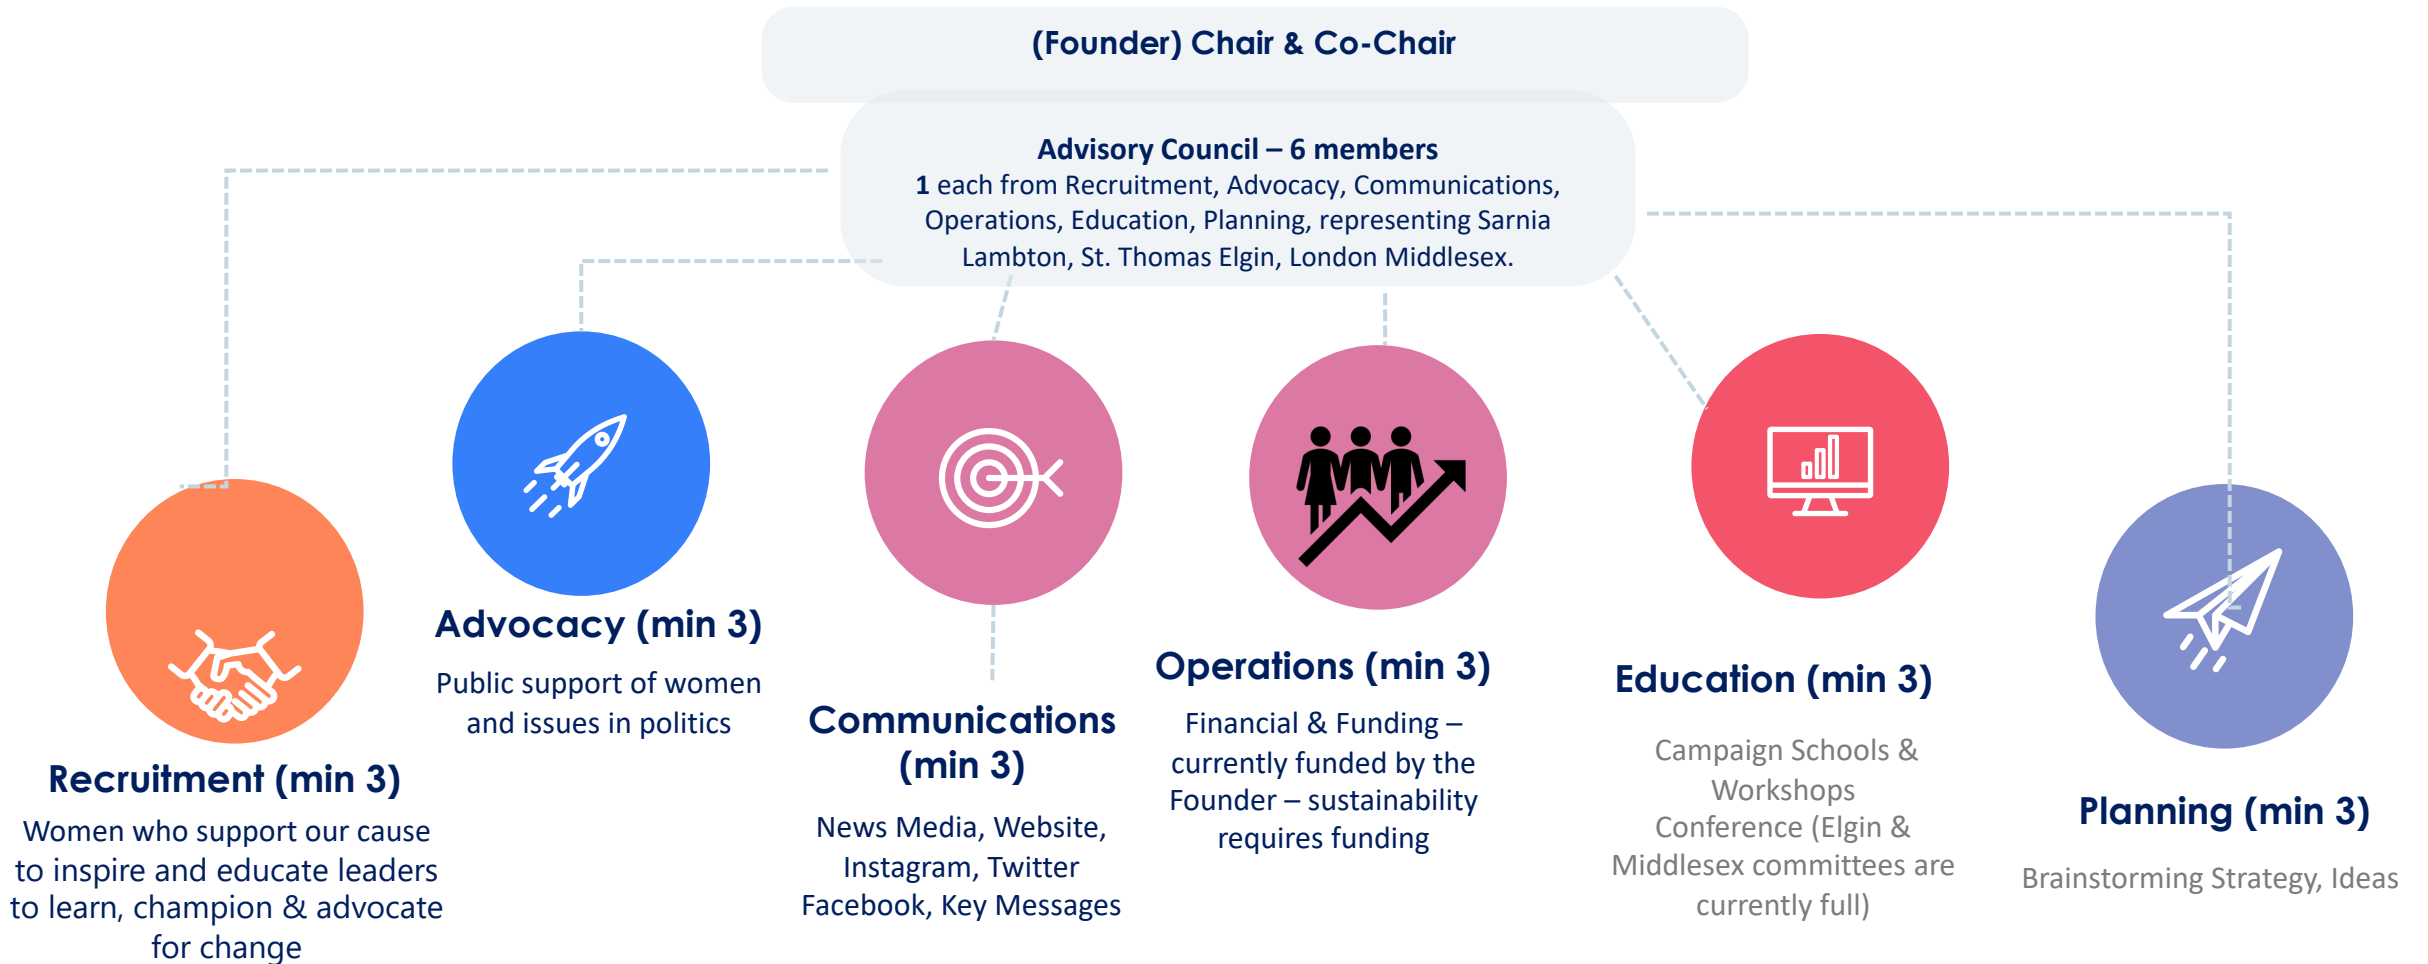 (Founder) Chair & Co-Chair
Advisory Council – 6 members
1 each from Recruitment, Advocacy, Communications,
Operations, Education, Planning, representing Sarnia
Lambton, St. Thomas Elgin, London Middlesex.
Recruitment (min 3)
Women who support our cause
to inspire and educate leaders
to learn, champion & advocate
for change
Advocacy (min 3)
Public support of women
and issues in politics
Communications
(min 3)
News Media, Website,
Instagram, Twitter
Facebook, Key Messages
Operations (min 3)
Financial & Funding –
currently funded by the
Founder – sustainability
requires funding
Education (min 3)
Campaign Schools &
Workshops
Conference (Elgin &
Middlesex committees are
currently full)
Planning (min 3)
Brainstorming Strategy, Ideas